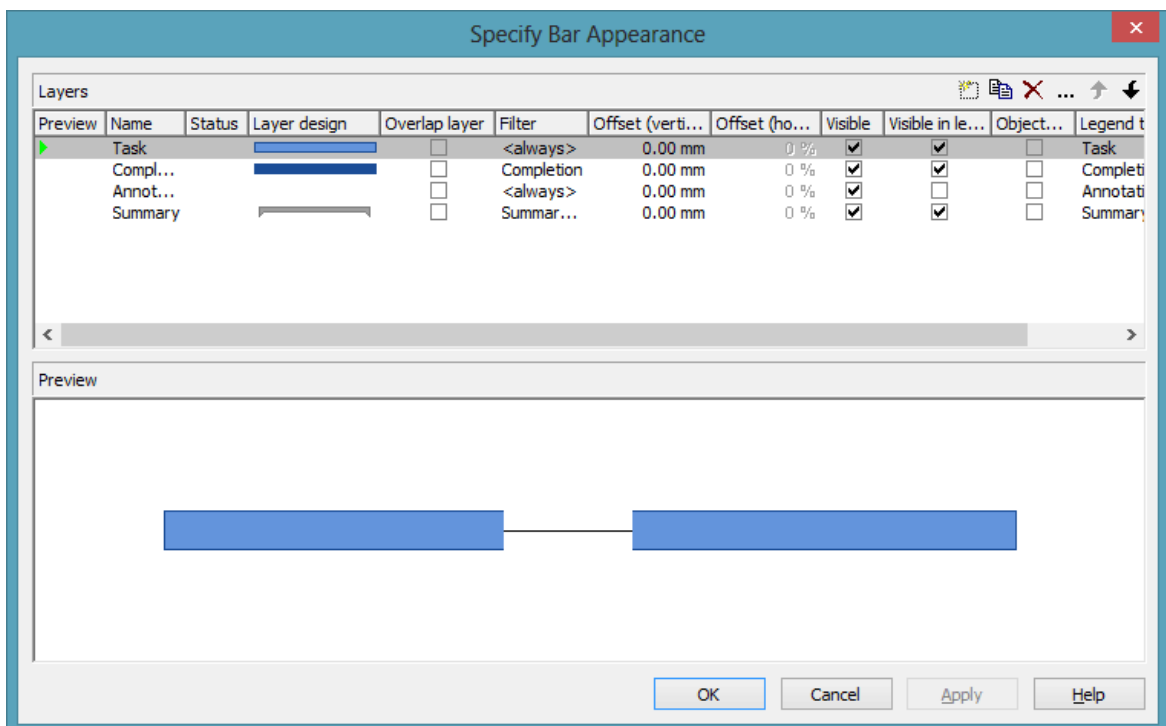 Specify Bar Appearance
Layers
Preview Name Status Layer design Overlap layer Filter Offset (verti... Offset (ho... Visible Visible in le... Object... Legend t
Task <always> 0.00 mm 0 % Task
Compl... Completion 0.00 mm 0 % Completi
Annot... <always> 0.00 mm 0 % Annotati
Summary Summar... 0.00 mm 0 % Summary
Preview
OK Cancel Apply Help